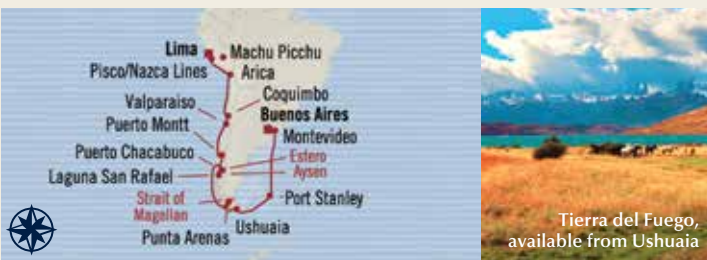 Lima
Machu Picchu
Pisco/Nazca Lines
Arica
Coquimbo
Valparaiso
Buenos Aires
Puerto Montt
Montevideo
Puerto Chacabuco
Estero
Aysen
Laguna San Rafael
Strait of
Magellan
Port Stanley
Ushuaia
Punta Arenas
Tierra del Fuego,
available from Ushuaia